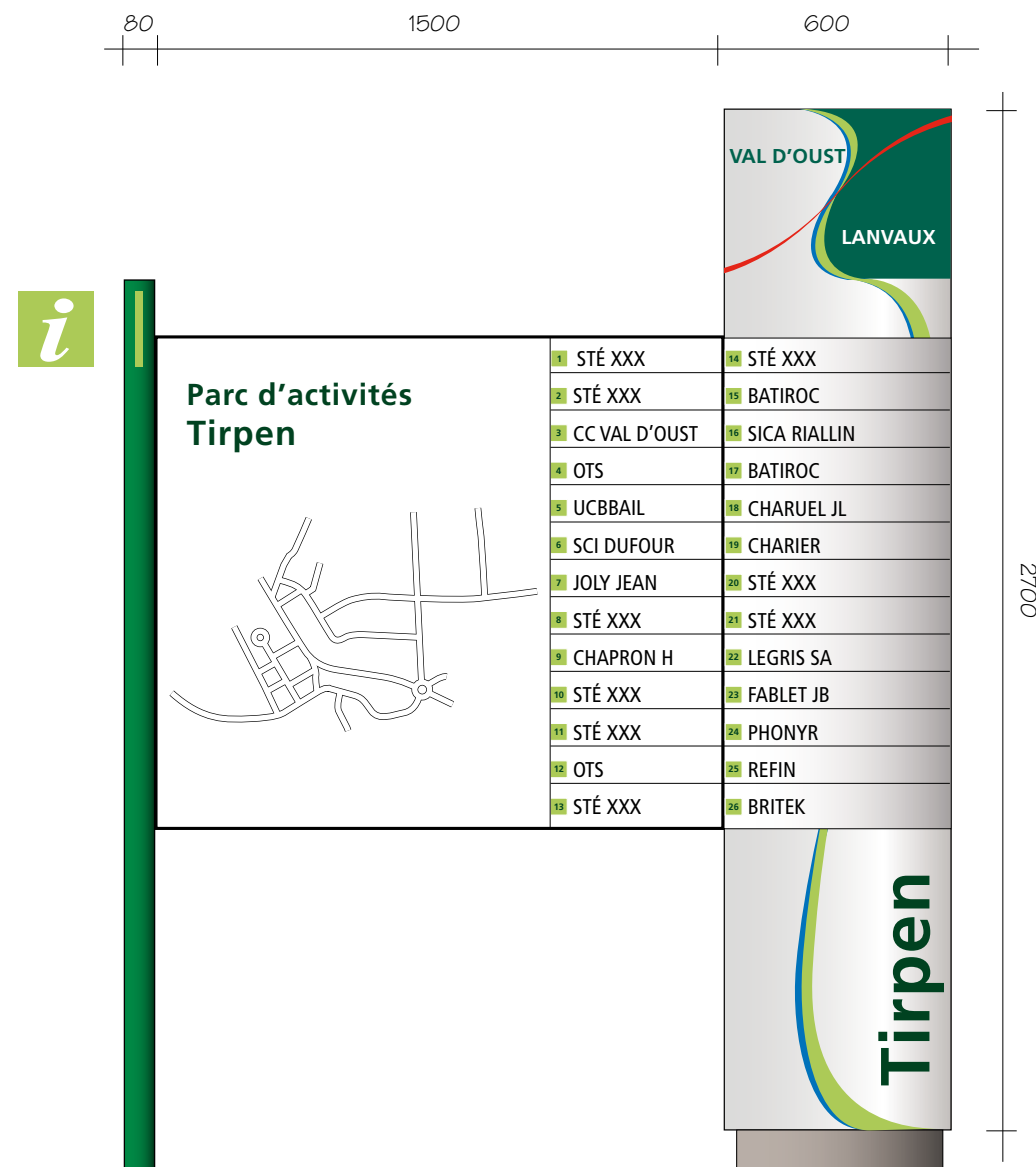 80
1500
600
VAL D'OUST
LANVAUX
2700
i
Parc d'activités
Tirpen
1 STÉ XXX
2 STÉ XXX
3 CC VAL D'OUST
4 OTS
5 UCBBAIL
6 SCI DUFOUR
7 JOLY JEAN
8 STÉ XXX
9 CHAPRON H
10 STÉ XXX
11 STÉ XXX
12 OTS
13 STÉ XXX
14 STÉ XXX
15 BATIROC
16 SICA RIALLIN
17 BATIROC
18 CHARUEL JL
19 CHARIER
20 STÉ XXX
21 STÉ XXX
22 LEGRIS SA
23 FABLET JB
24 PHONYR
25 REFIN
26 BRITEK
Tirpen